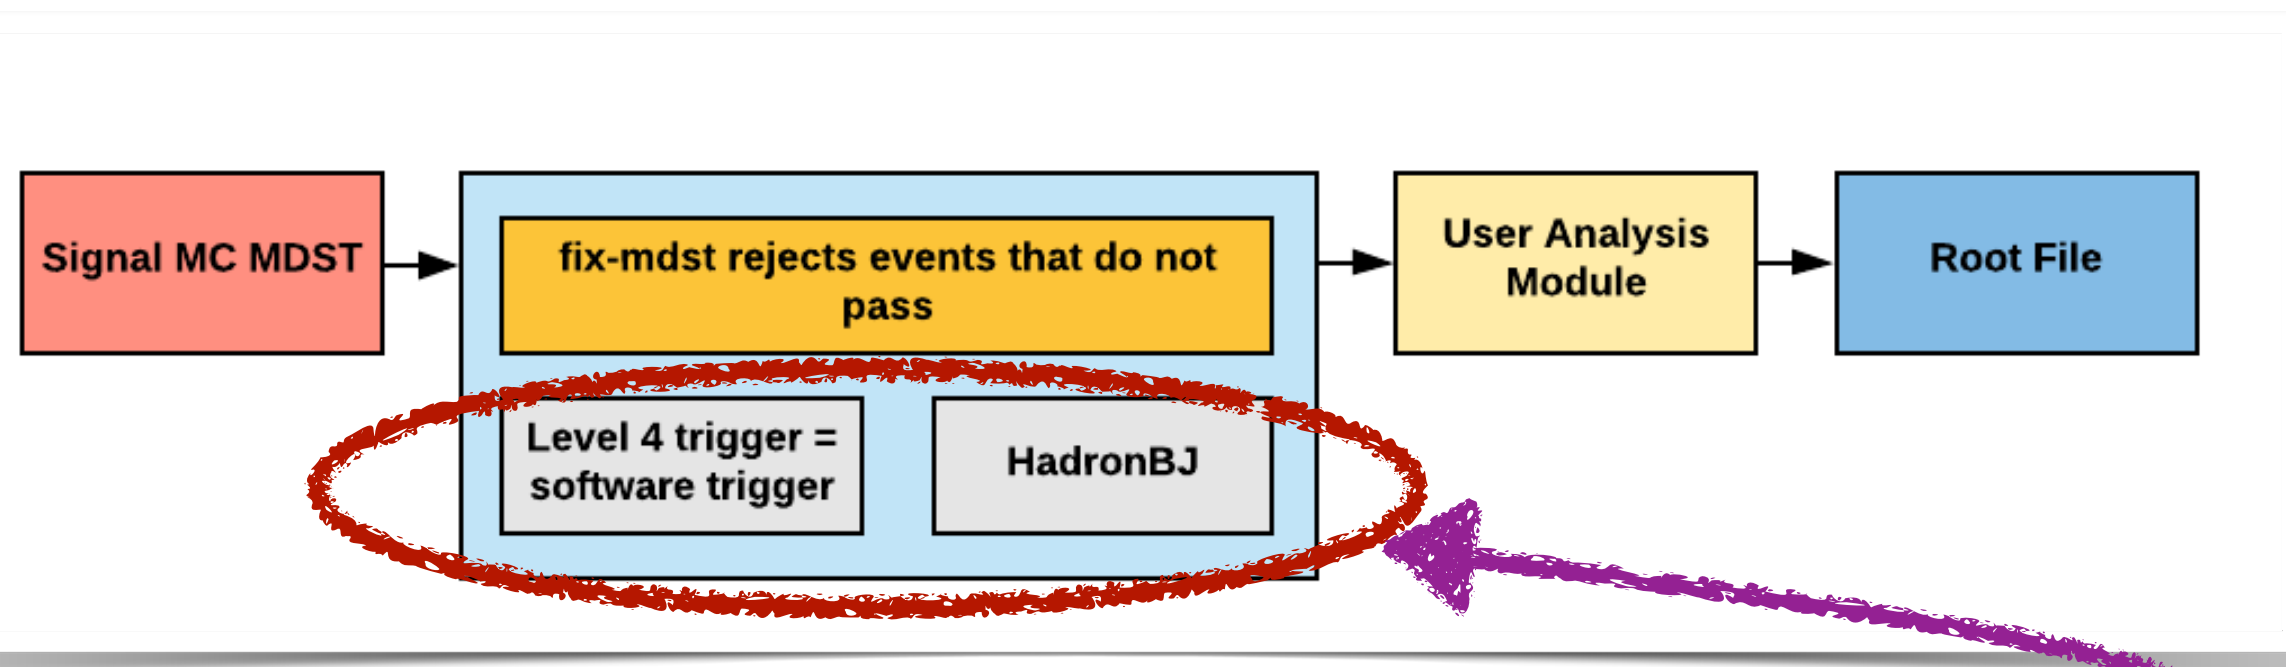 Signal MC MDST
fix-mdst rejects events that do not
pass
Level 4 trigger =
software trigger
HadronBJ
User Analysis
Module
Root File